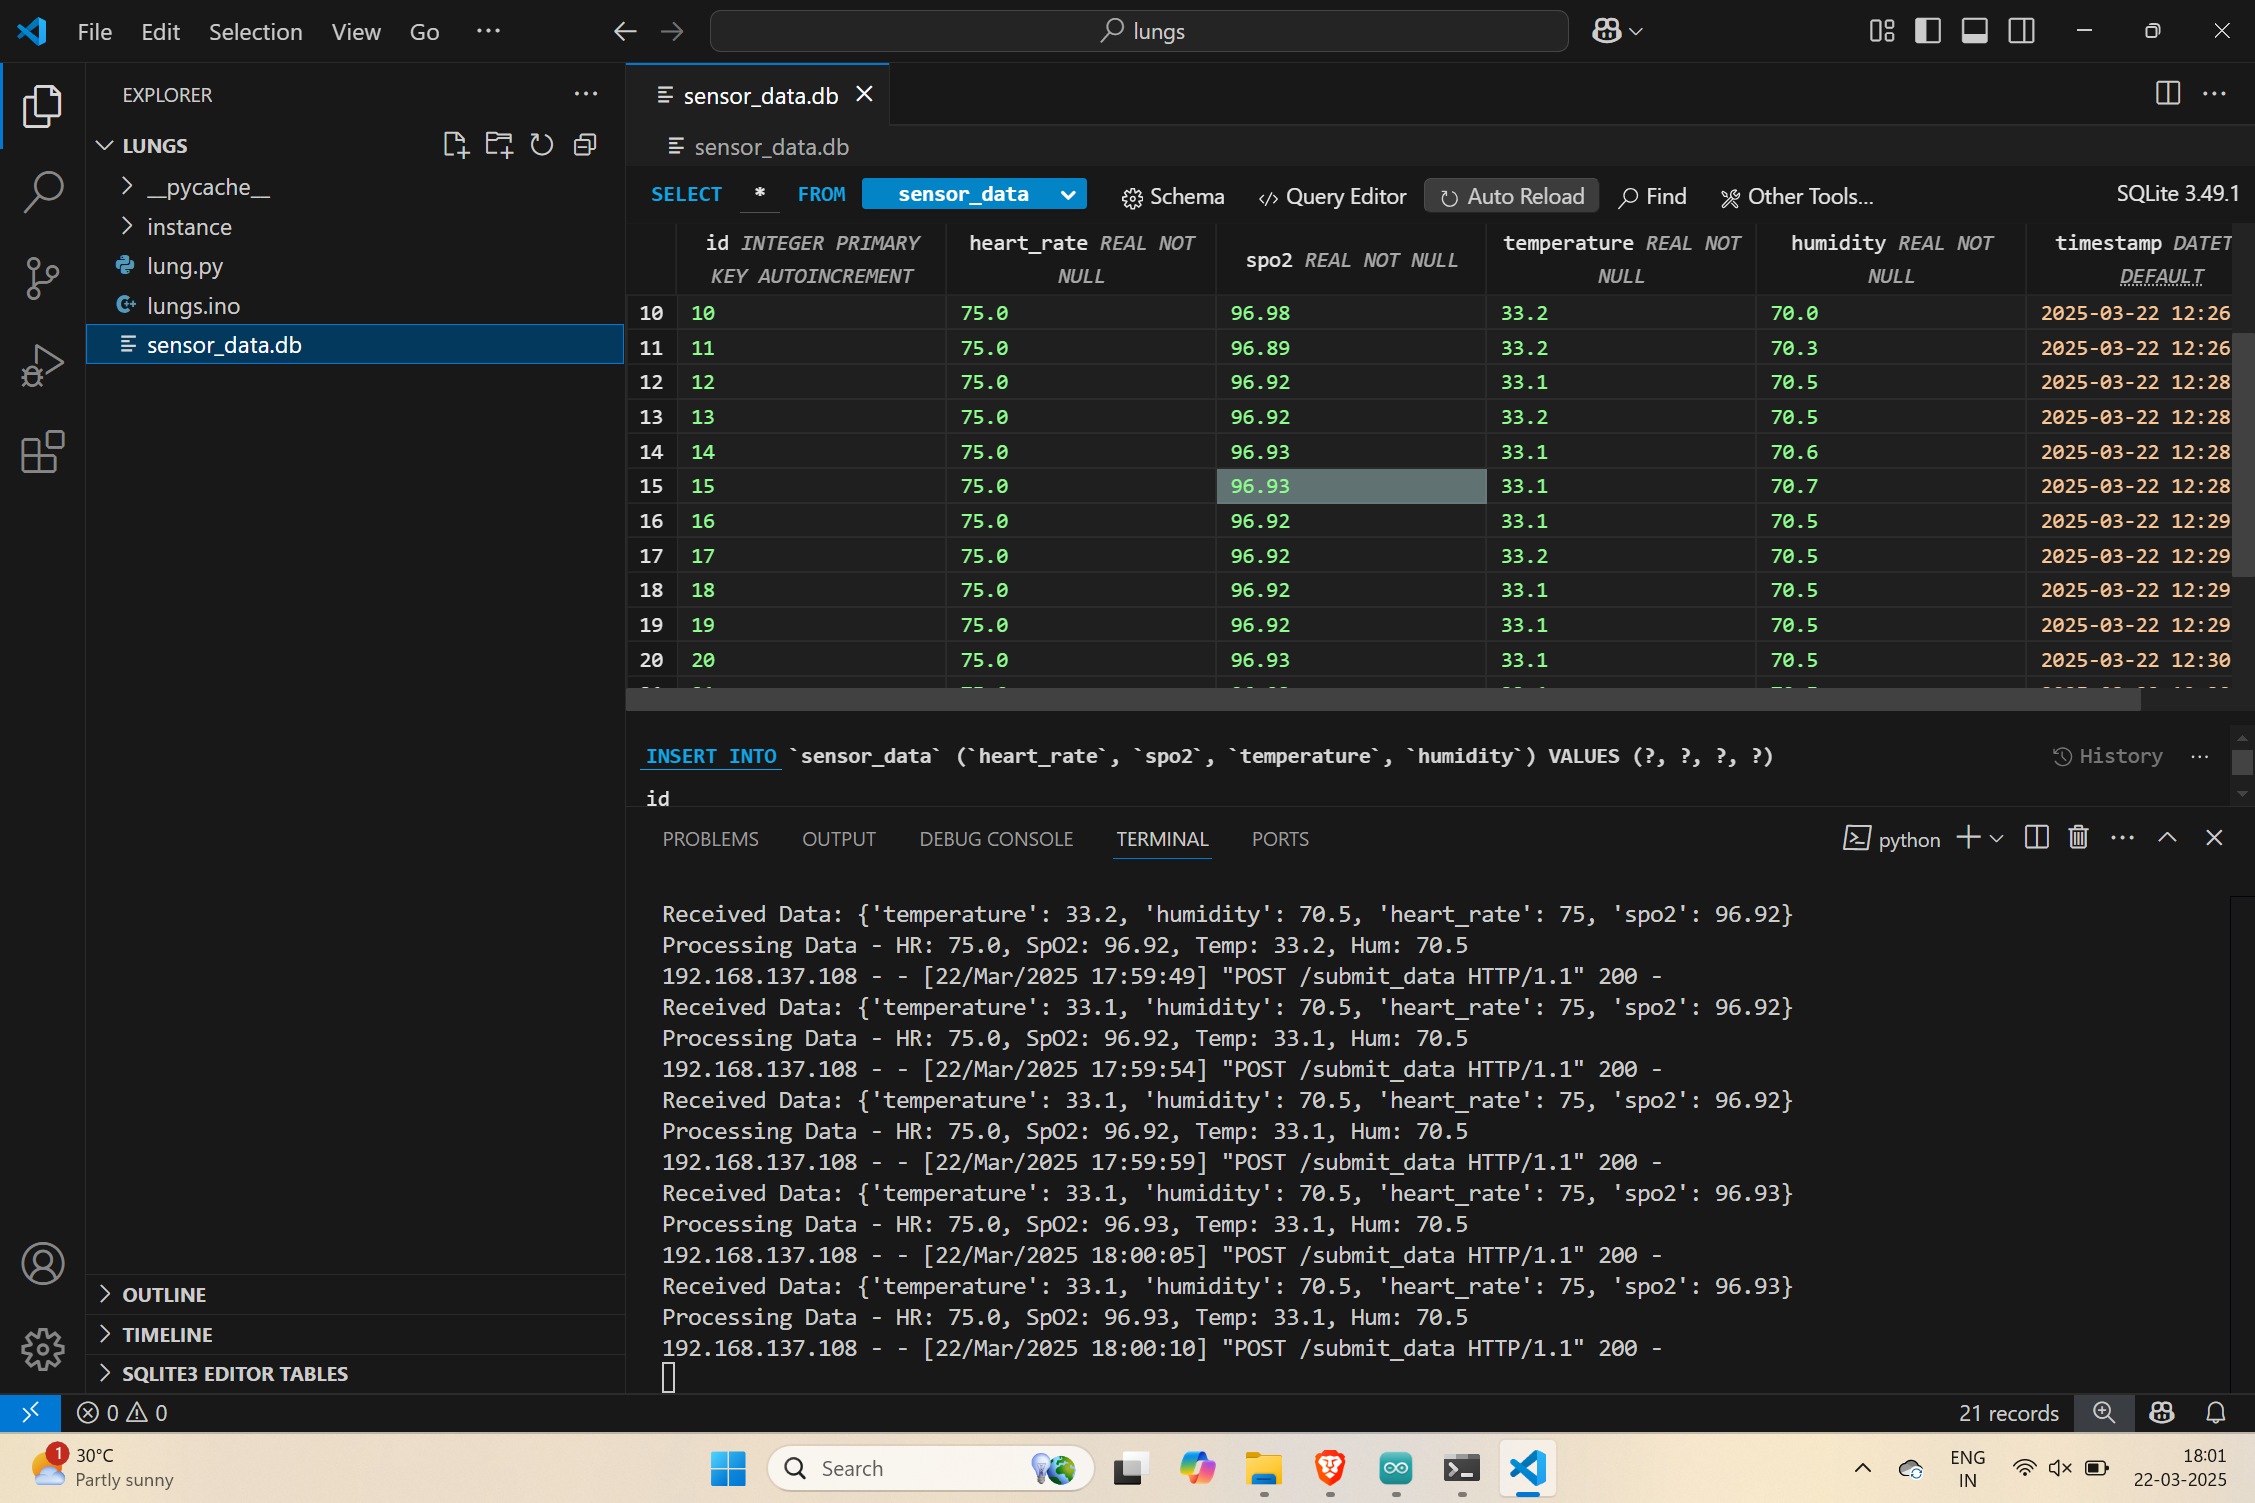 File Edit Selection View Go ···
lungs
EXPLORER
LUNGS
__pycache__
instance
lung.py
lungs.ino
sensor_data.db
OUTLINE
TIMELINE
SQLITE3 EDITOR TABLES
sensor_data.db
sensor_data.db
SELECT * FROM sensor_data Schema Query Editor Auto Reload Find Other Tools... SQLite 3.49.1
id INTEGER PRIMARY KEY AUTOINCREMENT heart_rate REAL NOT NULL spo2 REAL NOT NULL temperature REAL NOT NULL humidity REAL NOT NULL timestamp DATET DEFAULT
10 10 75.0 96.98 33.2 70.0 2025-03-22 12:26
11 11 75.0 96.89 33.2 70.3 2025-03-22 12:26
12 12 75.0 96.92 33.1 70.5 2025-03-22 12:28
13 13 75.0 96.92 33.2 70.5 2025-03-22 12:28
14 14 75.0 96.93 33.1 70.6 2025-03-22 12:28
15 15 75.0 96.93 33.1 70.7 2025-03-22 12:28
16 16 75.0 96.92 33.1 70.5 2025-03-22 12:29
17 17 75.0 96.92 33.2 70.5 2025-03-22 12:29
18 18 75.0 96.92 33.1 70.5 2025-03-22 12:29
19 19 75.0 96.92 33.1 70.5 2025-03-22 12:29
20 20 75.0 96.93 33.1 70.5 2025-03-22 12:30
INSERT INTO `sensor_data` (`heart_rate`, `spo2`, `temperature`, `humidity`) VALUES (?, ?, ?, ?) History ···
id
PROBLEMS OUTPUT DEBUG CONSOLE TERMINAL PORTS python
Received Data: {'temperature': 33.2, 'humidity': 70.5, 'heart_rate': 75, 'spo2': 96.92}
Processing Data - HR: 75.0, SpO2: 96.92, Temp: 33.2, Hum: 70.5
192.168.137.108 - - [22/Mar/2025 17:59:49] "POST /submit_data HTTP/1.1" 200 -
Received Data: {'temperature': 33.1, 'humidity': 70.5, 'heart_rate': 75, 'spo2': 96.92}
Processing Data - HR: 75.0, SpO2: 96.92, Temp: 33.1, Hum: 70.5
192.168.137.108 - - [22/Mar/2025 17:59:54] "POST /submit_data HTTP/1.1" 200 -
Received Data: {'temperature': 33.1, 'humidity': 70.5, 'heart_rate': 75, 'spo2': 96.92}
Processing Data - HR: 75.0, SpO2: 96.92, Temp: 33.1, Hum: 70.5
192.168.137.108 - - [22/Mar/2025 17:59:59] "POST /submit_data HTTP/1.1" 200 -
Received Data: {'temperature': 33.1, 'humidity': 70.5, 'heart_rate': 75, 'spo2': 96.93}
Processing Data - HR: 75.0, SpO2: 96.93, Temp: 33.1, Hum: 70.5
192.168.137.108 - - [22/Mar/2025 18:00:05] "POST /submit_data HTTP/1.1" 200 -
Received Data: {'temperature': 33.1, 'humidity': 70.5, 'heart_rate': 75, 'spo2': 96.93}
Processing Data - HR: 75.0, SpO2: 96.93, Temp: 33.1, Hum: 70.5
192.168.137.108 - - [22/Mar/2025 18:00:10] "POST /submit_data HTTP/1.1" 200 -
0 0 21 records
1 30°C
Partly sunny
Search
ENG
IN
18:01
22-03-2025